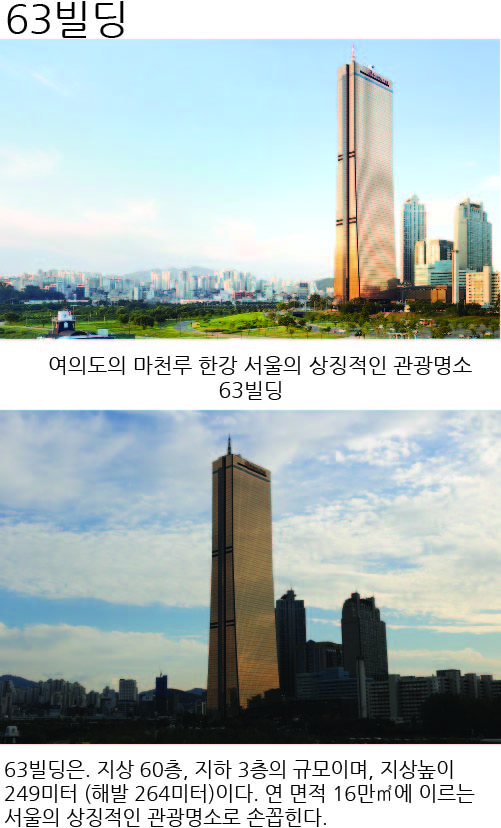 63빌딩
여의도의 마천루 한강 서울의 상징적인 관광명소
63빌딩
63빌딩은. 지상 60층, 지하 3층의 규모이며, 지상높이
249미터 (해발 264미터)이다. 연 면적 16만㎡에 이르는
서울의 상징적인 관광명소로 손꼽힌다.